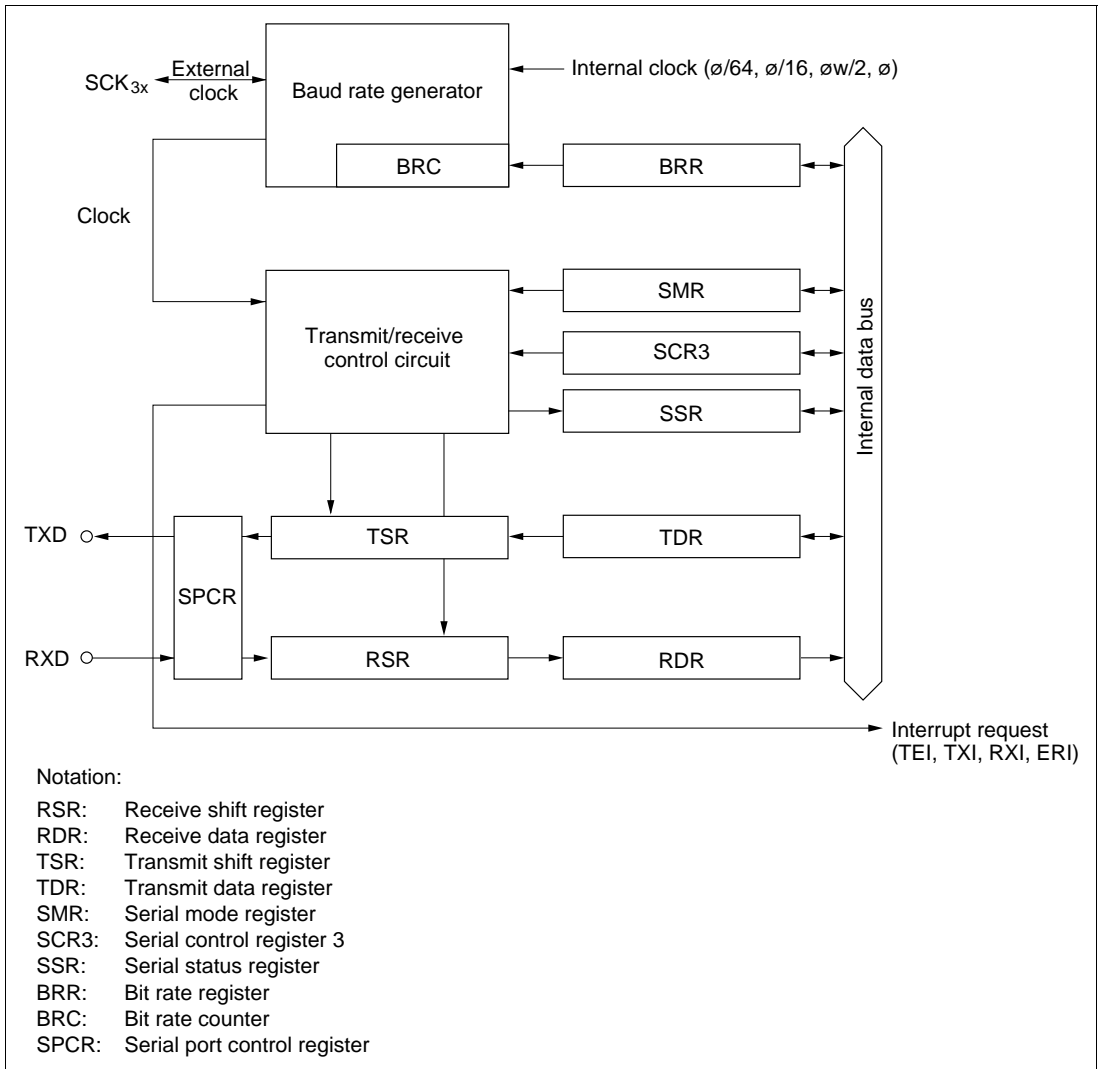 SCK3x
External
clock
Baud rate generator
Internal clock (ø/64, ø/16, øw/2, ø)
BRC
BRR
Clock
Transmit/receive
control circuit
SMR
SCR3
SSR
Internal data bus
TXD
SPCR
TSR
TDR
RXD
RSR
RDR
Interrupt request
(TEI, TXI, RXI, ERI)
Notation:
RSR: Receive shift register
RDR: Receive data register
TSR: Transmit shift register
TDR: Transmit data register
SMR: Serial mode register
SCR3: Serial control register 3
SSR: Serial status register
BRR: Bit rate register
BRC: Bit rate counter
SPCR: Serial port control register